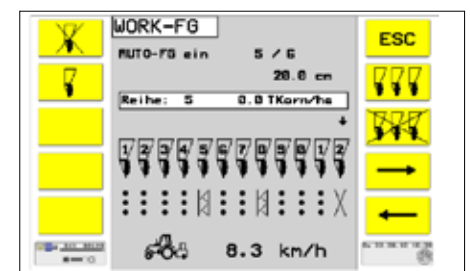 WORK-FG
ESC
AUTO-FG ein 5 / 6
20.0 cm
Reihe: 5 0.0 TKorn/ha
1 2 3 4 5 6 7 8 9 0 1 2
8.3 km/h